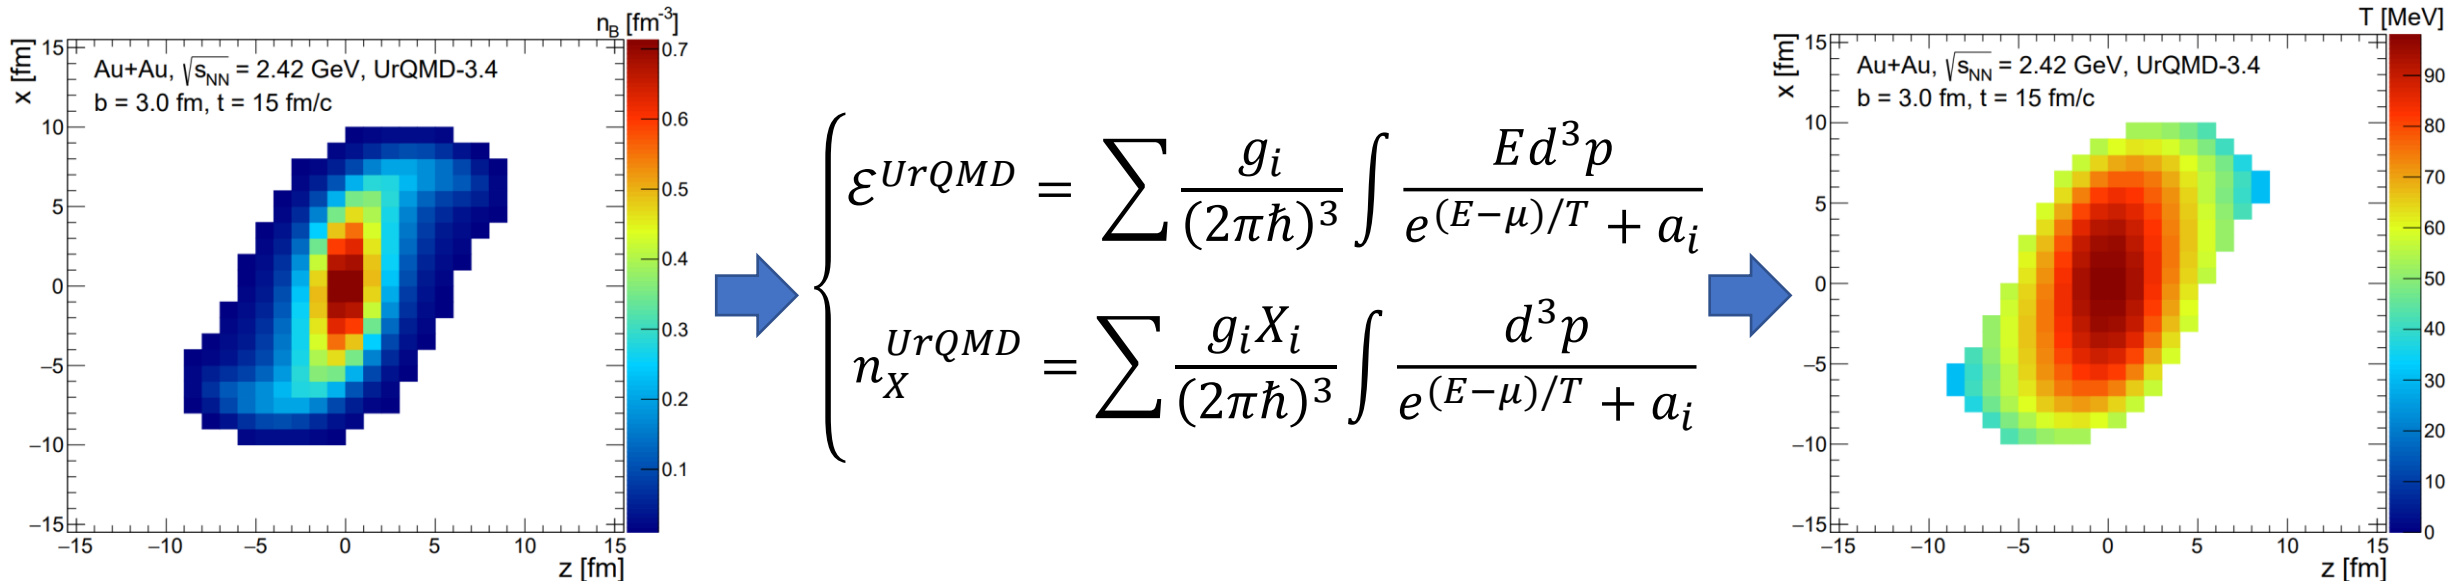 n_B [fm^-3]
x [fm]
Au+Au, √s_NN = 2.42 GeV, UrQMD-3.4
b = 3.0 fm, t = 15 fm/c
15
10
5
0
−5
−10
−15
−15 −10 −5 0 5 10 15
z [fm]
0.7
0.6
0.5
0.4
0.3
0.2
0.1
ε^UrQMD = ∑ g_i/(2πħ)^3 ∫ E d^3p/(e^(E−μ)/T + a_i)
n_X^UrQMD = ∑ g_i X_i/(2πħ)^3 ∫ d^3p/(e^(E−μ)/T + a_i)
T [MeV]
x [fm]
Au+Au, √s_NN = 2.42 GeV, UrQMD-3.4
b = 3.0 fm, t = 15 fm/c
15
10
5
0
−5
−10
−15
−15 −10 −5 0 5 10 15
z [fm]
90
80
70
60
50
40
30
20
10
0